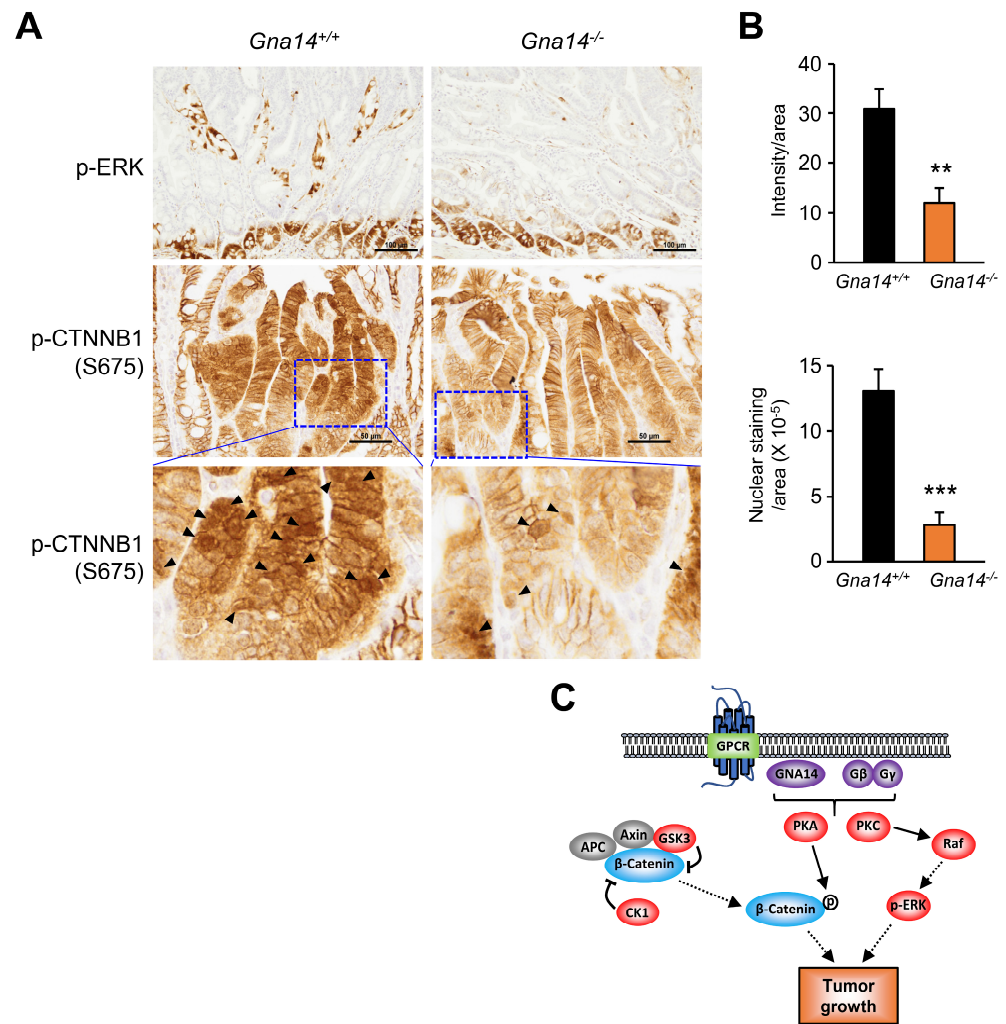 A
Gna14+/+
Gna14-/-
p-ERK
100 µm
100 µm
p-CTNNB1
(S675)
50 µm
50 µm
p-CTNNB1
(S675)
B
Intensity/area
40
30
20
10
0
**
Gna14+/+
Gna14-/-
Nuclear staining
/area (X 10-5)
15
10
5
0
***
Gna14+/+
Gna14-/-
C
GPCR
GNA14
Gβ
Gγ
PKA
PKC
Raf
APC
Axin
GSK3
β-Catenin
CK1
β-Catenin
P
p-ERK
Tumor
growth